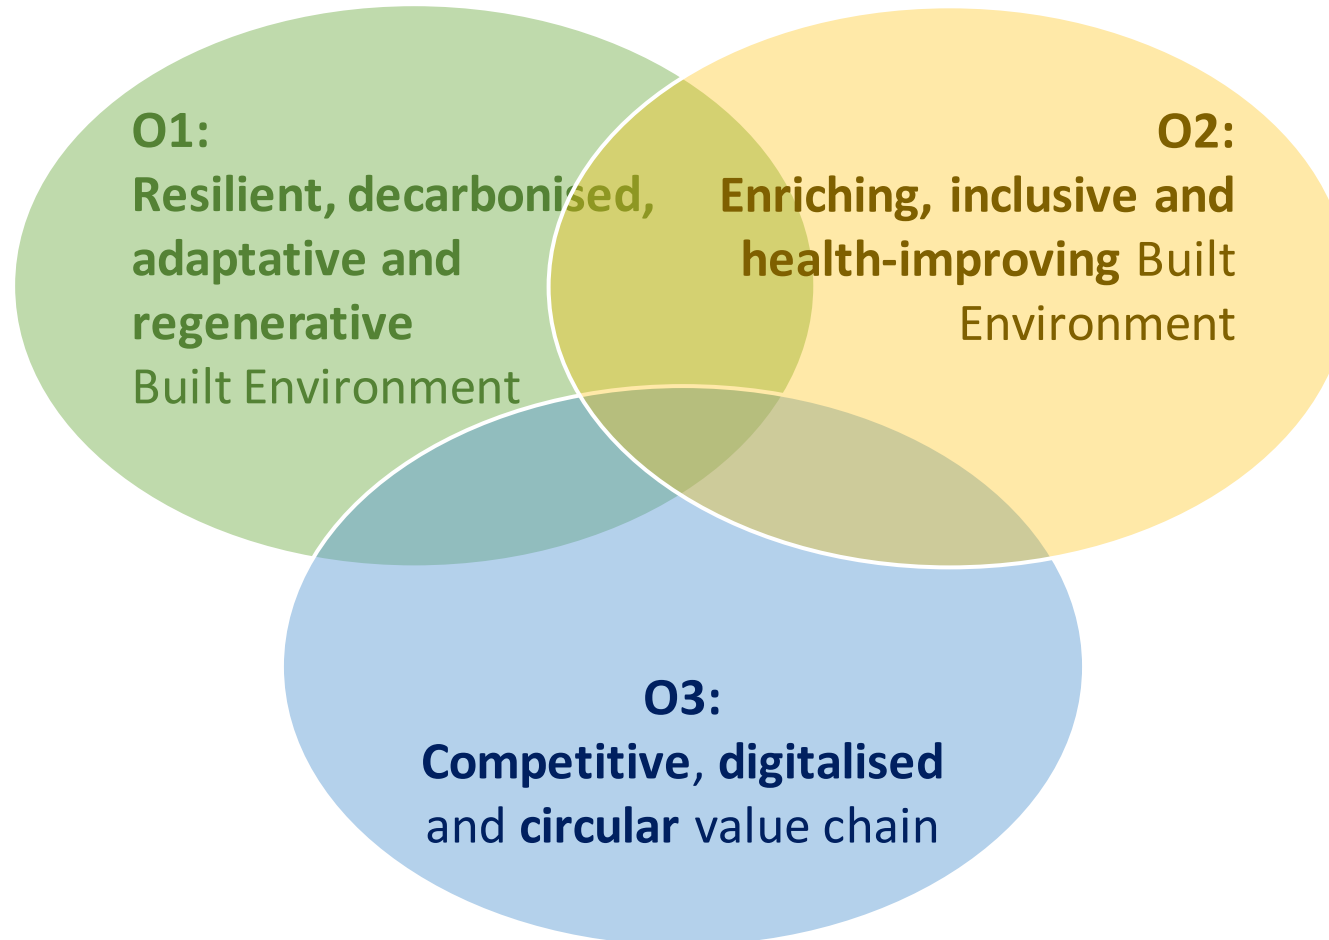 O1:
Resilient, decarbonised,
adaptative and
regenerative
Built Environment
O2:
Enriching, inclusive and
health-improving Built
Environment
O3:
Competitive, digitalised
and circular value chain